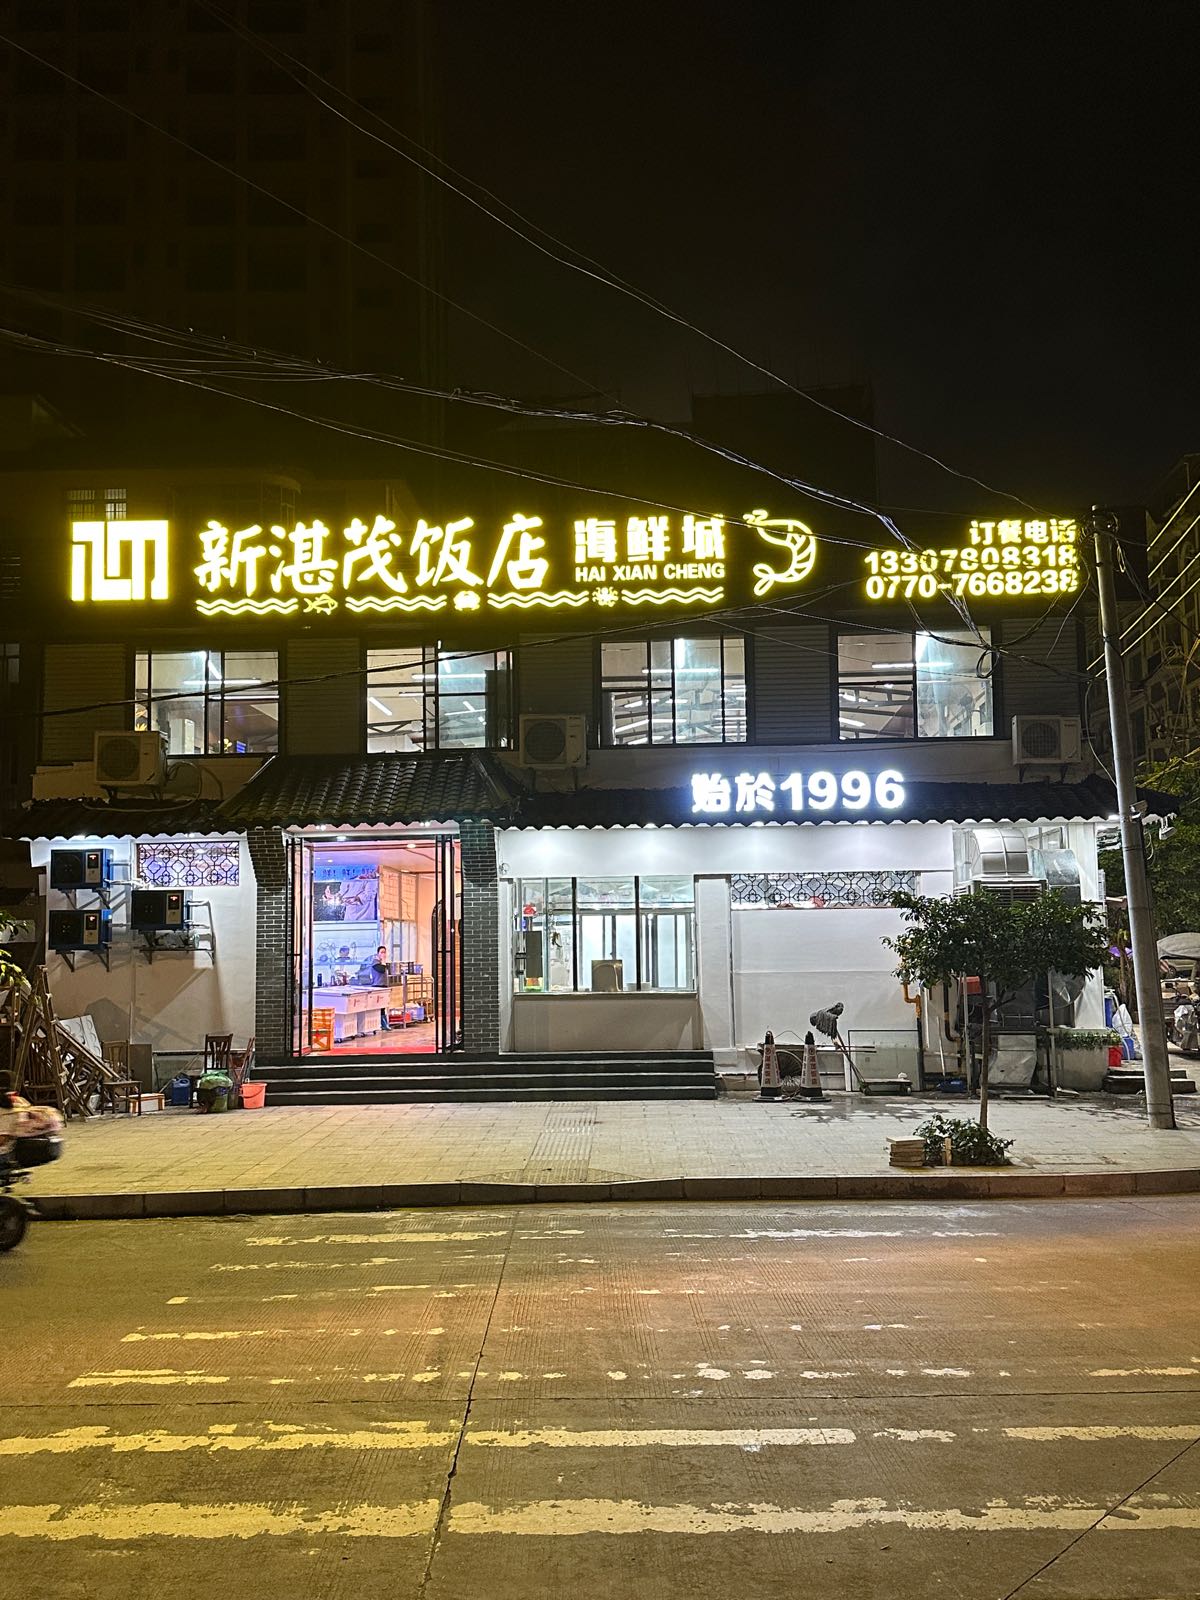 新湛茂饭店 海鲜城
HAI XIAN CHENG
订餐电话
13307808318
0770-7668238
始於1996